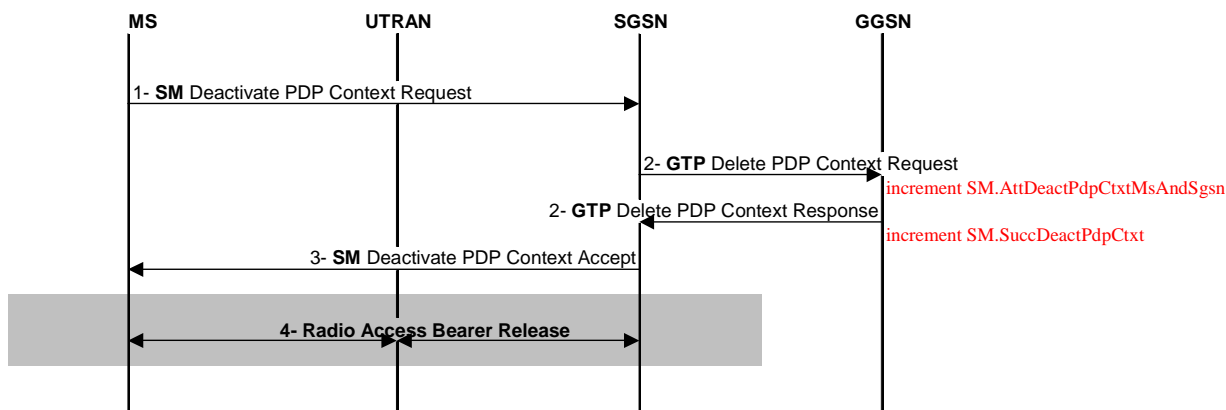 MS UTRAN SGSN GGSN
1- SM Deactivate PDP Context Request
2- GTP Delete PDP Context Request
increment SM.AttDeactPdpCtxtMsAndSgsn
2- GTP Delete PDP Context Response
increment SM.SuccDeactPdpCtxt
3- SM Deactivate PDP Context Accept
4- Radio Access Bearer Release